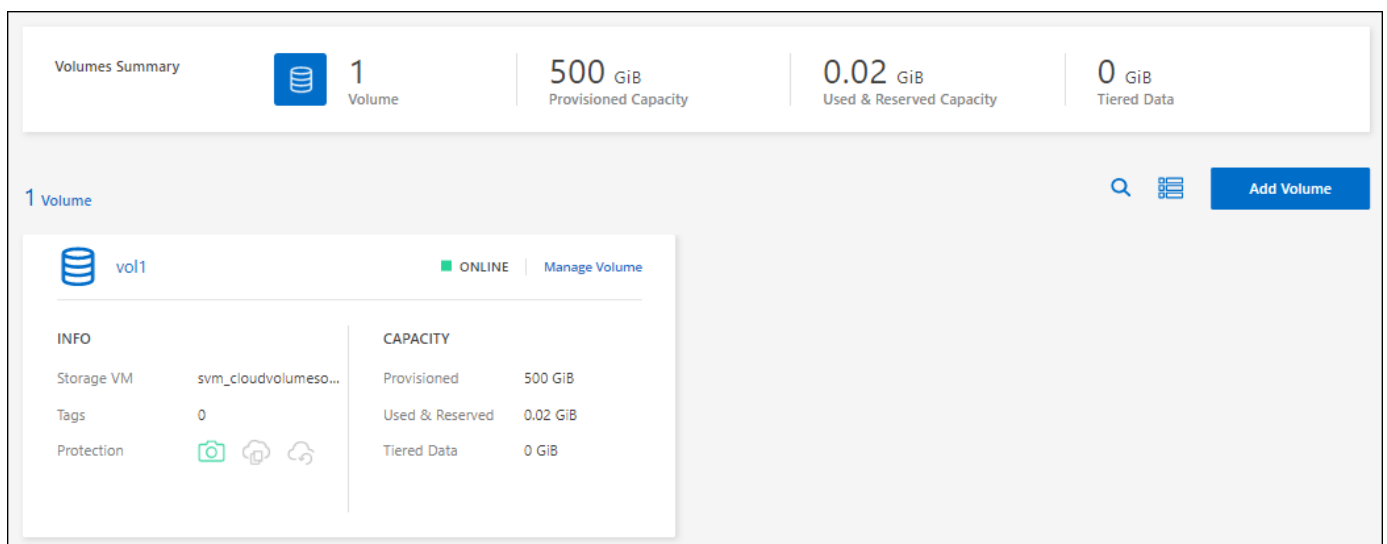 Volumes Summary
1
Volume
500 GiB
Provisioned Capacity
0.02 GiB
Used & Reserved Capacity
0 GiB
Tiered Data
1 Volume
Add Volume
vol1
ONLINE
Manage Volume
INFO
Storage VM svm_cloudvolumeso...
Tags 0
Protection
CAPACITY
Provisioned 500 GiB
Used & Reserved 0.02 GiB
Tiered Data 0 GiB